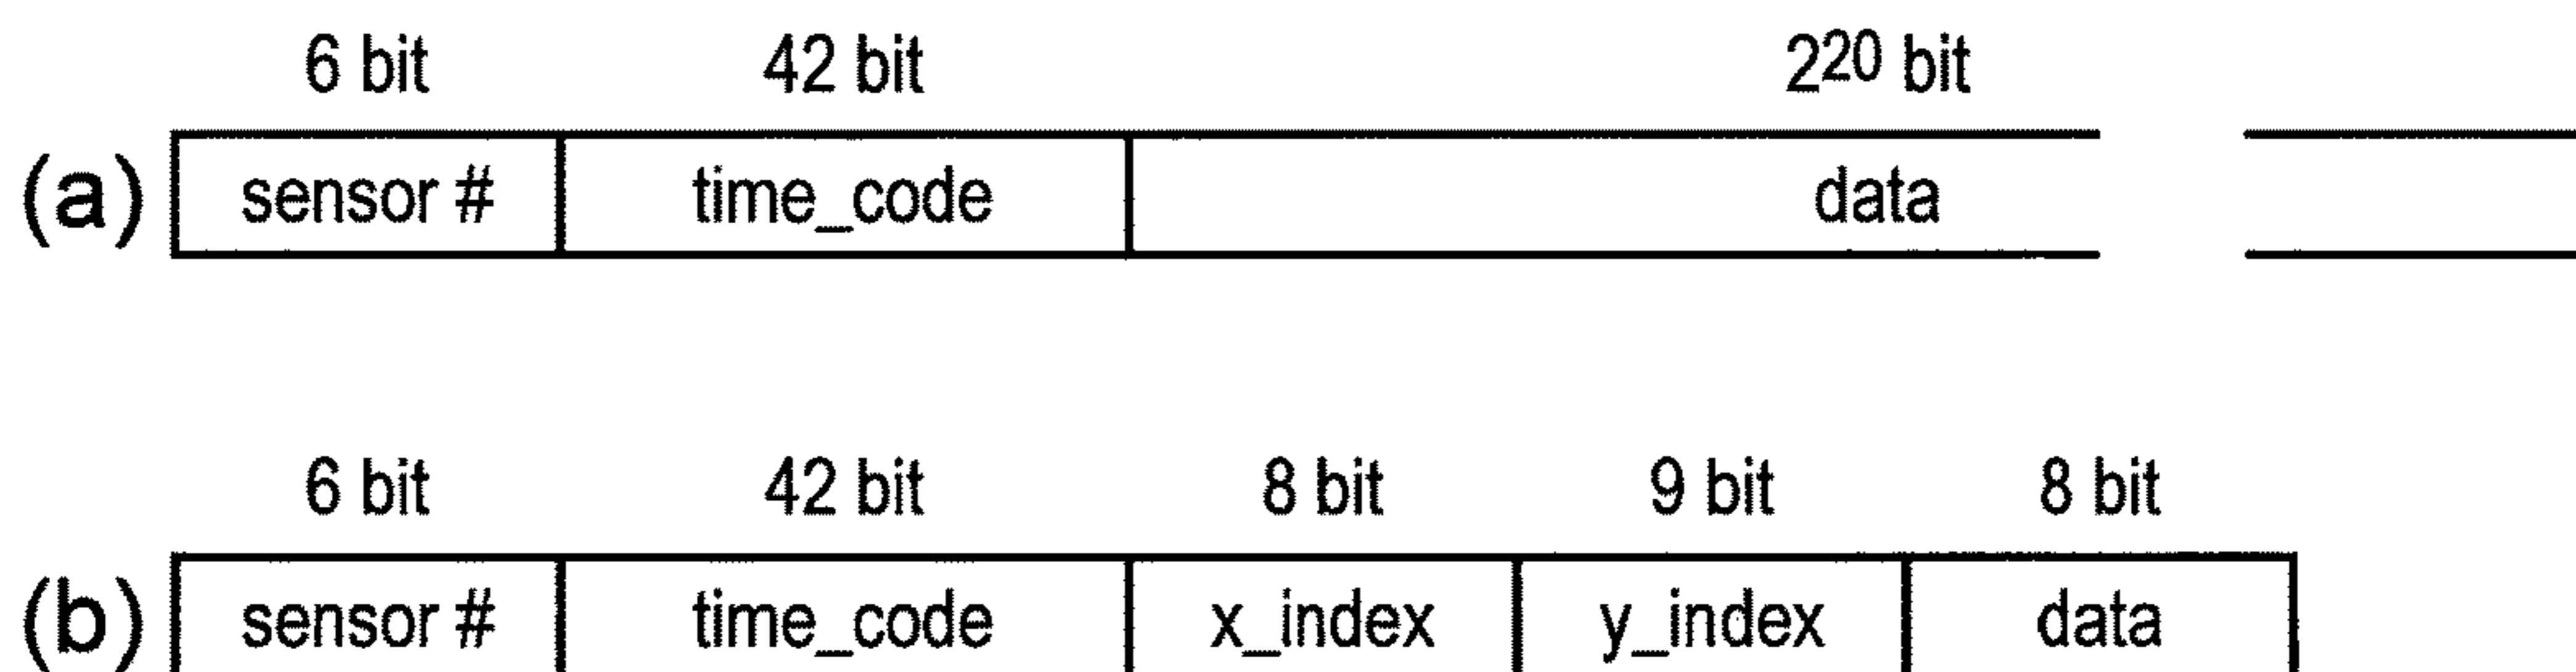 6 bit 42 bit 2²⁰ bit
(a) sensor # time_code data
6 bit 42 bit 8 bit 9 bit 8 bit
(b) sensor # time_code x_index y_index data